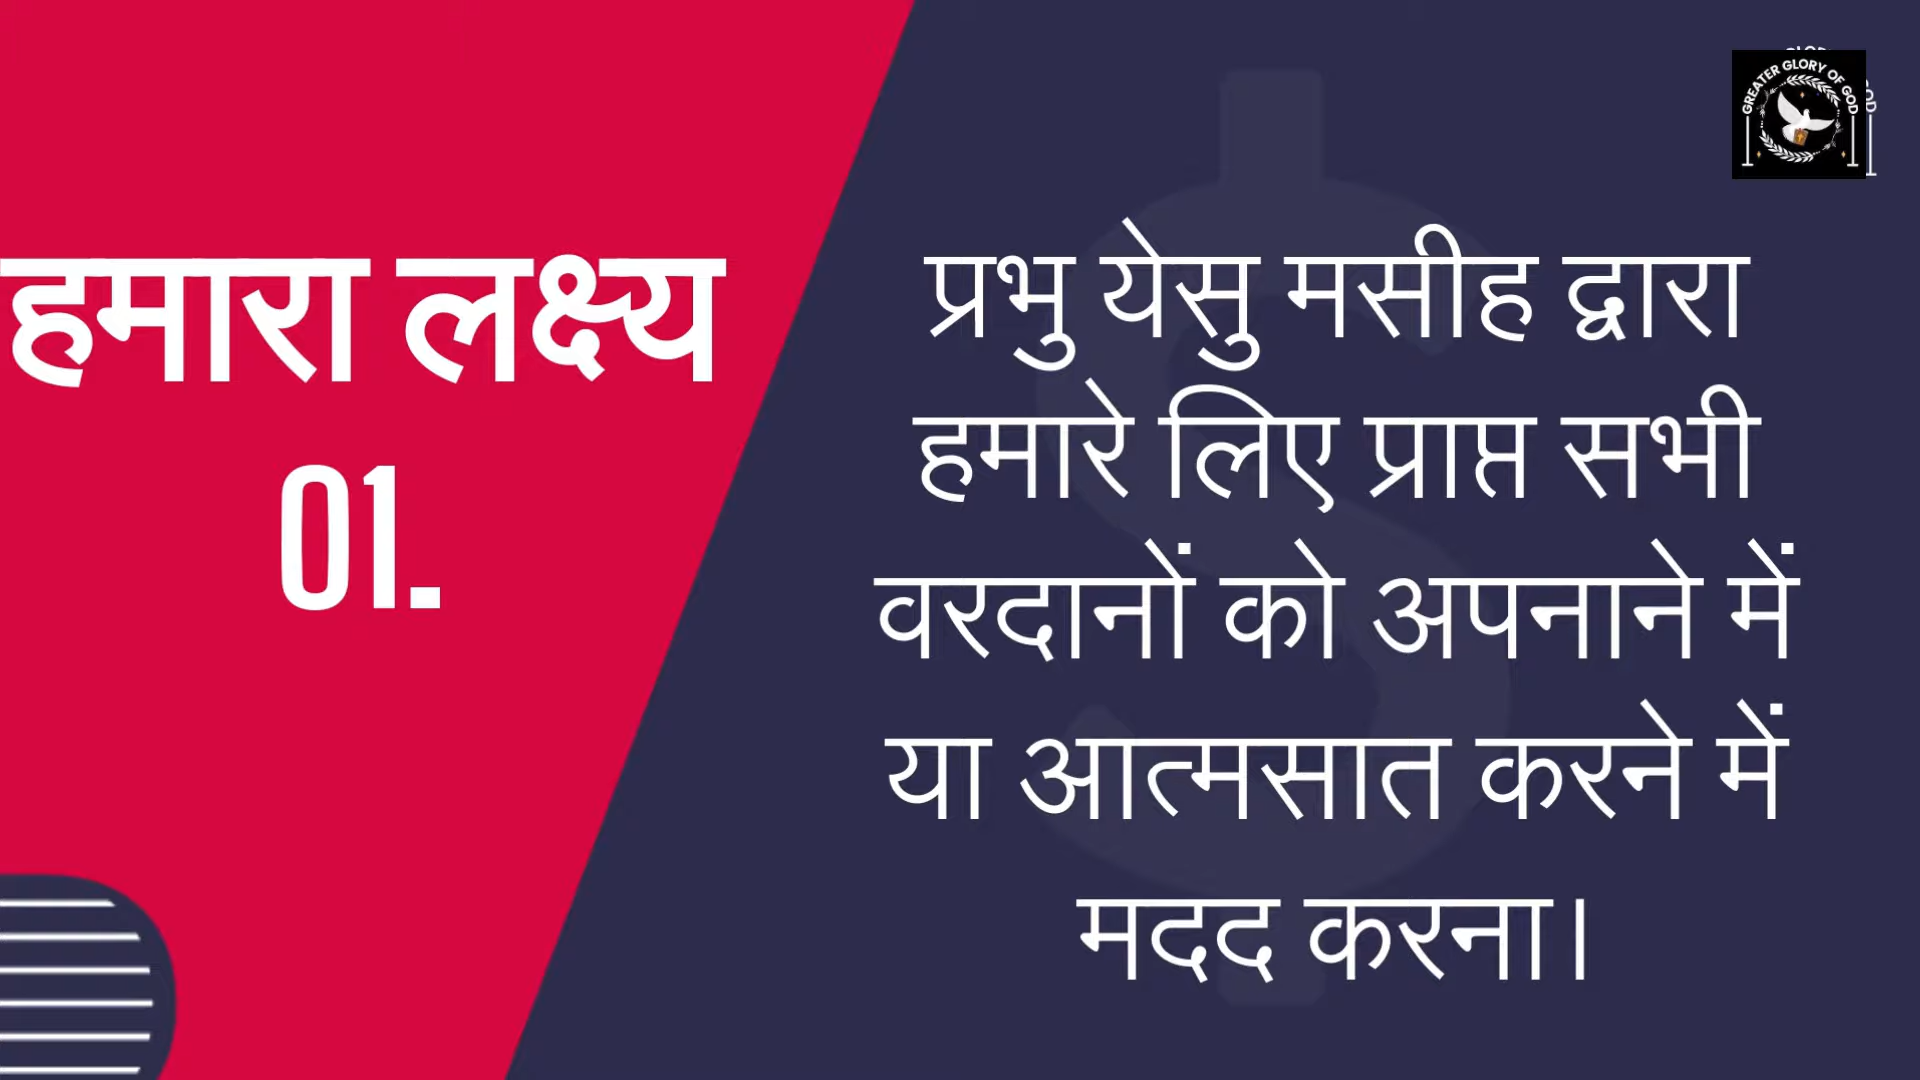 हमारा लक्ष्य
01.
प्रभु येसु मसीह द्वारा
हमारे लिए प्राप्त सभी
वरदानों को अपनाने में
या आत्मसात करने में
मदद करना।
GREATER GLORY OF GOD